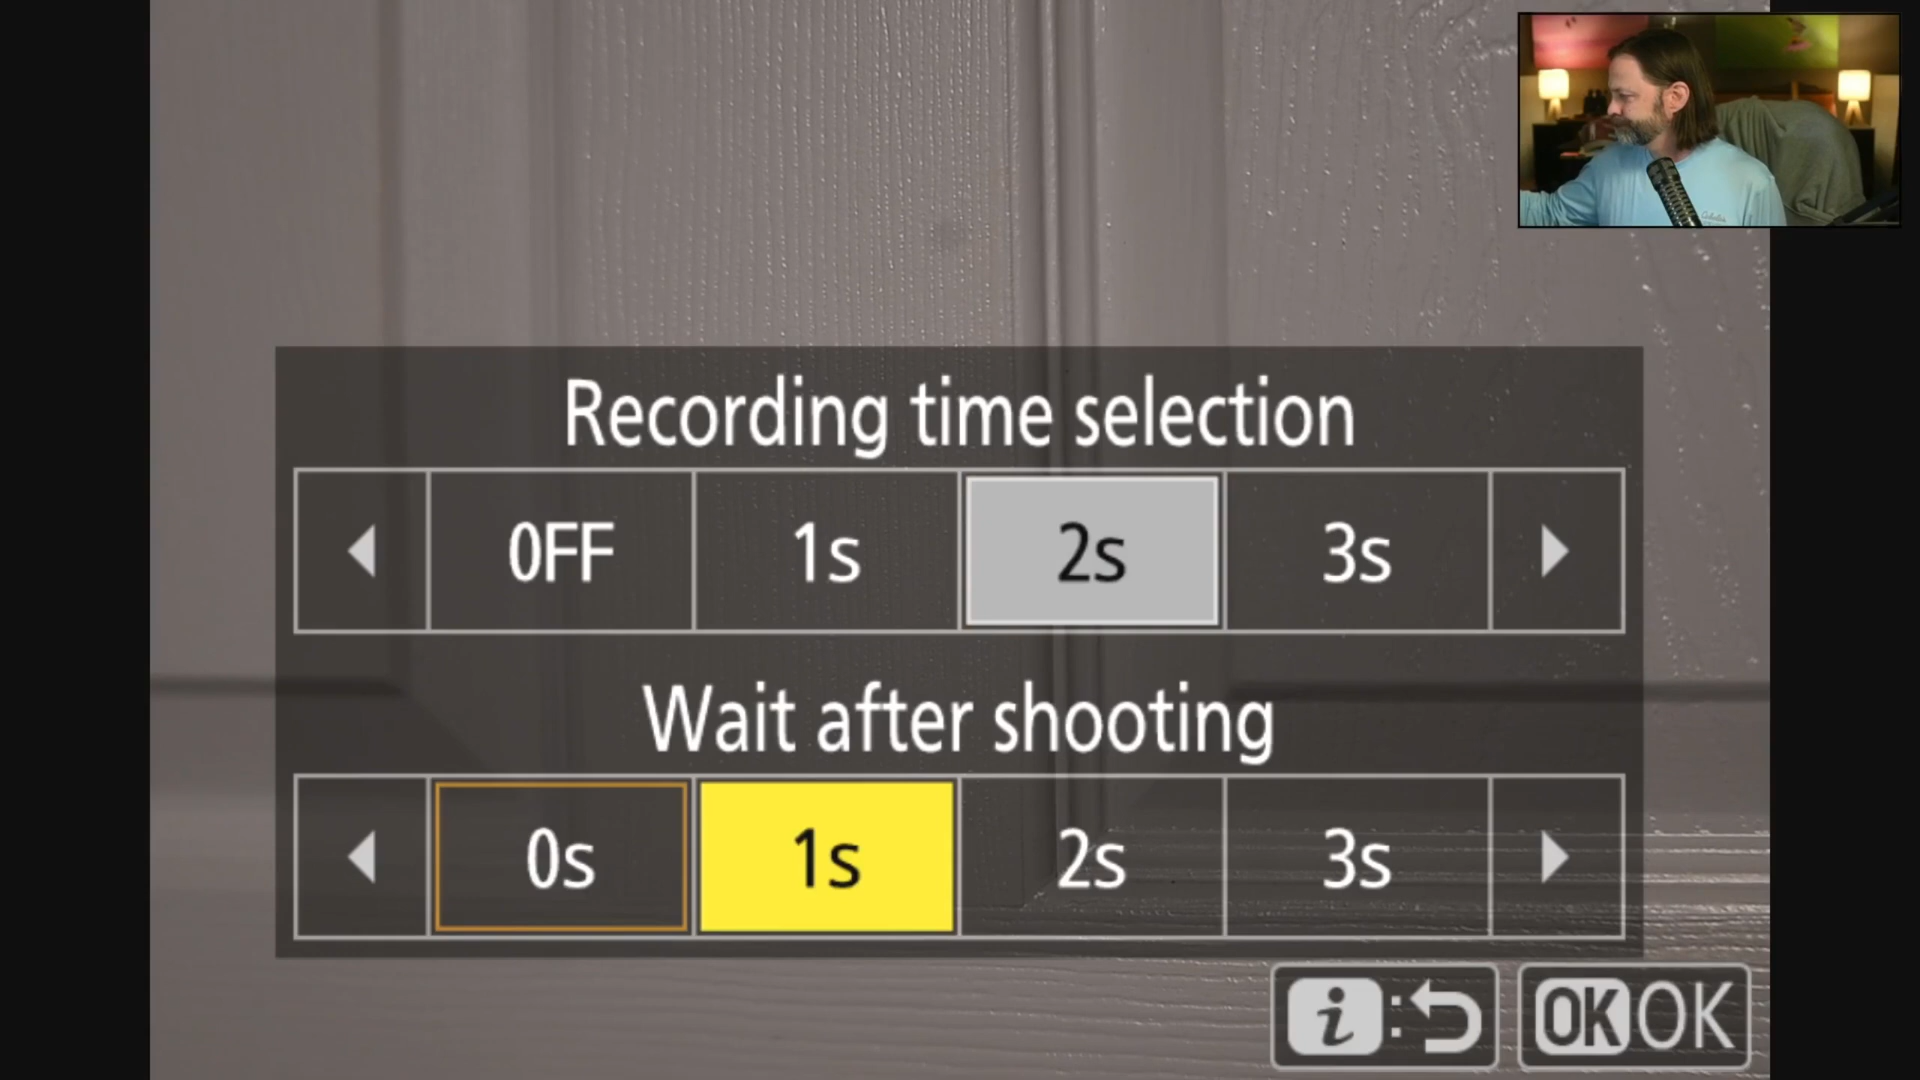 Recording time selection
OFF 1s 2s 3s
Wait after shooting
0s 1s 2s 3s
i: OK OK